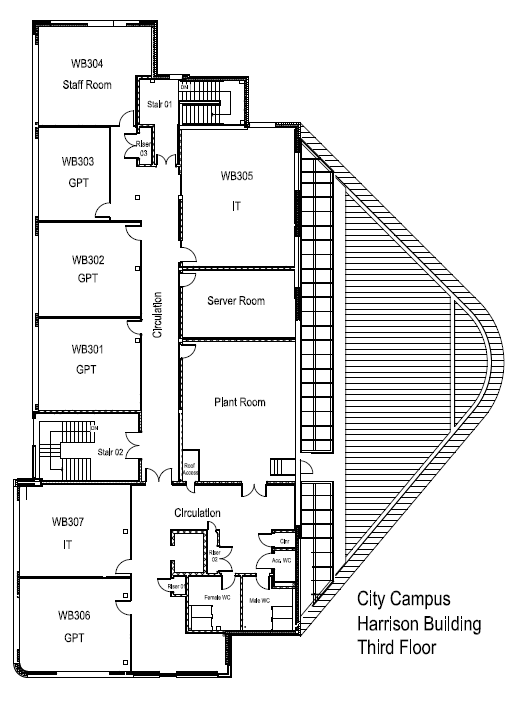 WB304
Staff Room
DN
Stair 01
Riser
03
WB303
GPT
WB305
IT
WB302
GPT
Server Room
Circulation
WB301
GPT
Plant Room
DN
Stair 02
Roof
Access
WB307
IT
Circulation
Clnr
Riser
02
Acc. WC
Riser 01
Female WC
Male WC
WB306
GPT
City Campus
Harrison Building
Third Floor